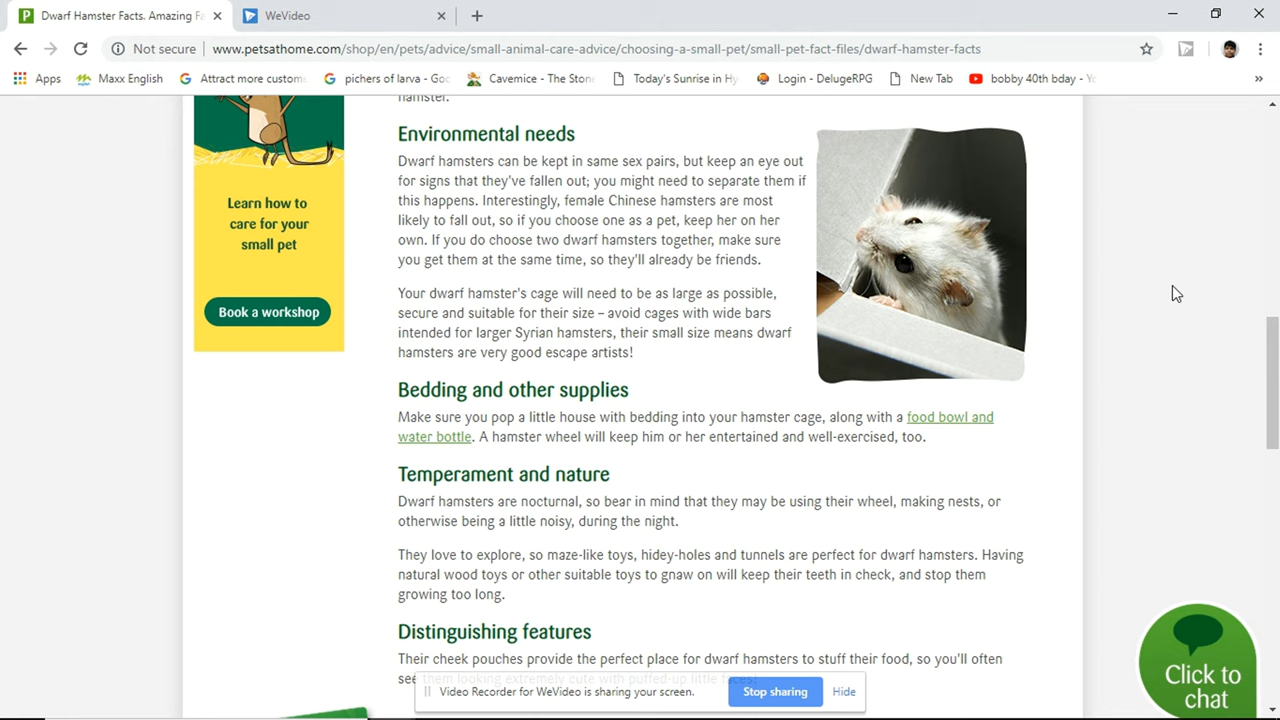 Dwarf Hamster Facts. Amazing Fa
WeVideo
Not secure
www.petsathome.com/shop/en/pets/advice/small-animal-care-advice/choosing-a-small-pet/small-pet-fact-files/dwarf-hamster-facts
Apps
Maxx English
Attract more custom
pichers of larva - Goo
Cavemice - The Stone
Today's Sunrise in Hy
Login - DelugeRPG
New Tab
bobby 40th bday - Yo
»
hamster.
Environmental needs
Dwarf hamsters can be kept in same sex pairs, but keep an eye out
for signs that they've fallen out; you might need to separate them if
this happens. Interestingly, female Chinese hamsters are most
likely to fall out, so if you choose one as a pet, keep her on her
own. If you do choose two dwarf hamsters together, make sure
you get them at the same time, so they'll already be friends.
Your dwarf hamster's cage will need to be as large as possible,
secure and suitable for their size – avoid cages with wide bars
intended for larger Syrian hamsters, their small size means dwarf
hamsters are very good escape artists!
Learn how to
care for your
small pet
Book a workshop
Bedding and other supplies
Make sure you pop a little house with bedding into your hamster cage, along with a food bowl and
water bottle. A hamster wheel will keep him or her entertained and well-exercised, too.
Temperament and nature
Dwarf hamsters are nocturnal, so bear in mind that they may be using their wheel, making nests, or
otherwise being a little noisy, during the night.
They love to explore, so maze-like toys, hidey-holes and tunnels are perfect for dwarf hamsters. Having
natural wood toys or other suitable toys to gnaw on will keep their teeth in check, and stop them
growing too long.
Distinguishing features
Their cheek pouches provide the perfect place for dwarf hamsters to stuff their food, so you'll often
see them looking extremely cute with puffed-up little faces!
Video Recorder for WeVideo is sharing your screen.
Stop sharing
Hide
Click to
chat